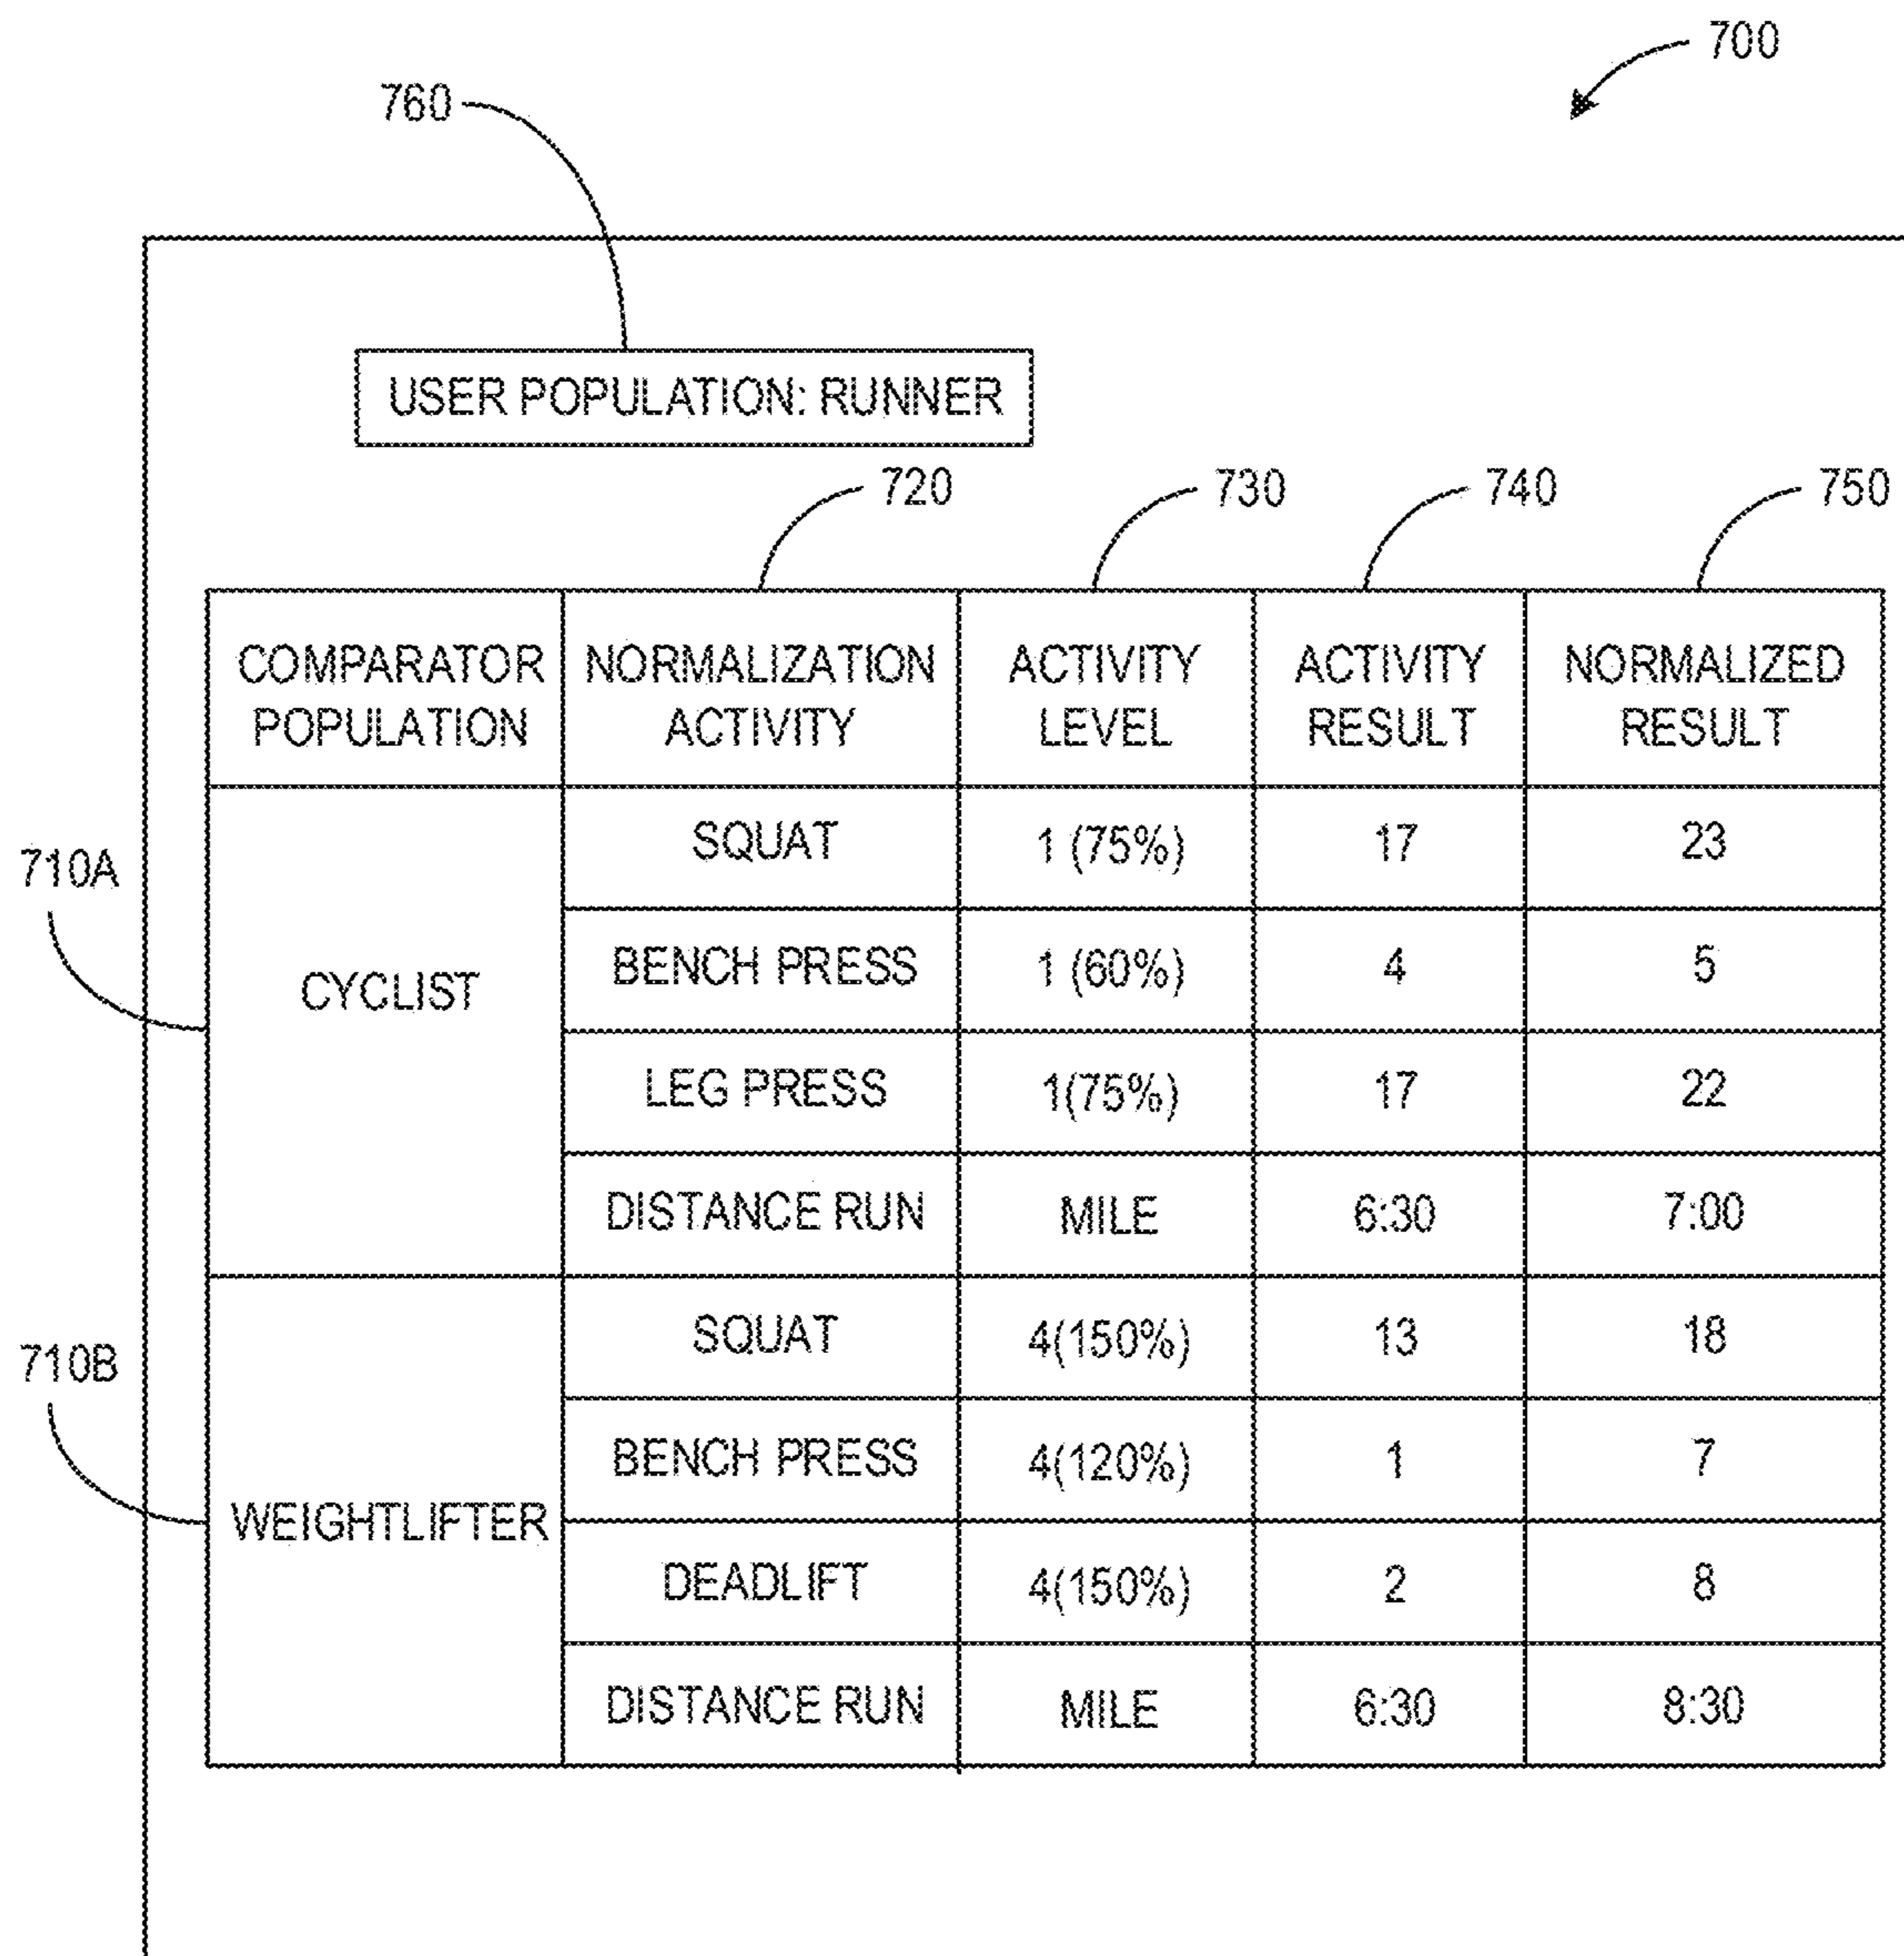 700
760
USER POPULATION: RUNNER
720 730 740 750
COMPARATOR NORMALIZATION ACTIVITY ACTIVITY NORMALIZED
POPULATION ACTIVITY LEVEL RESULT RESULT
SQUAT 1 (75%) 17 23
710A
BENCH PRESS 1 (60%) 4 5
CYCLIST
LEG PRESS 1(75%) 17 22
DISTANCE RUN MILE 6:30 7:00
SQUAT 4(150%) 13 18
710B
BENCH PRESS 4(120%) 1 7
WEIGHTLIFTER
DEADLIFT 4(150%) 2 8
DISTANCE RUN MILE 6:30 8:30